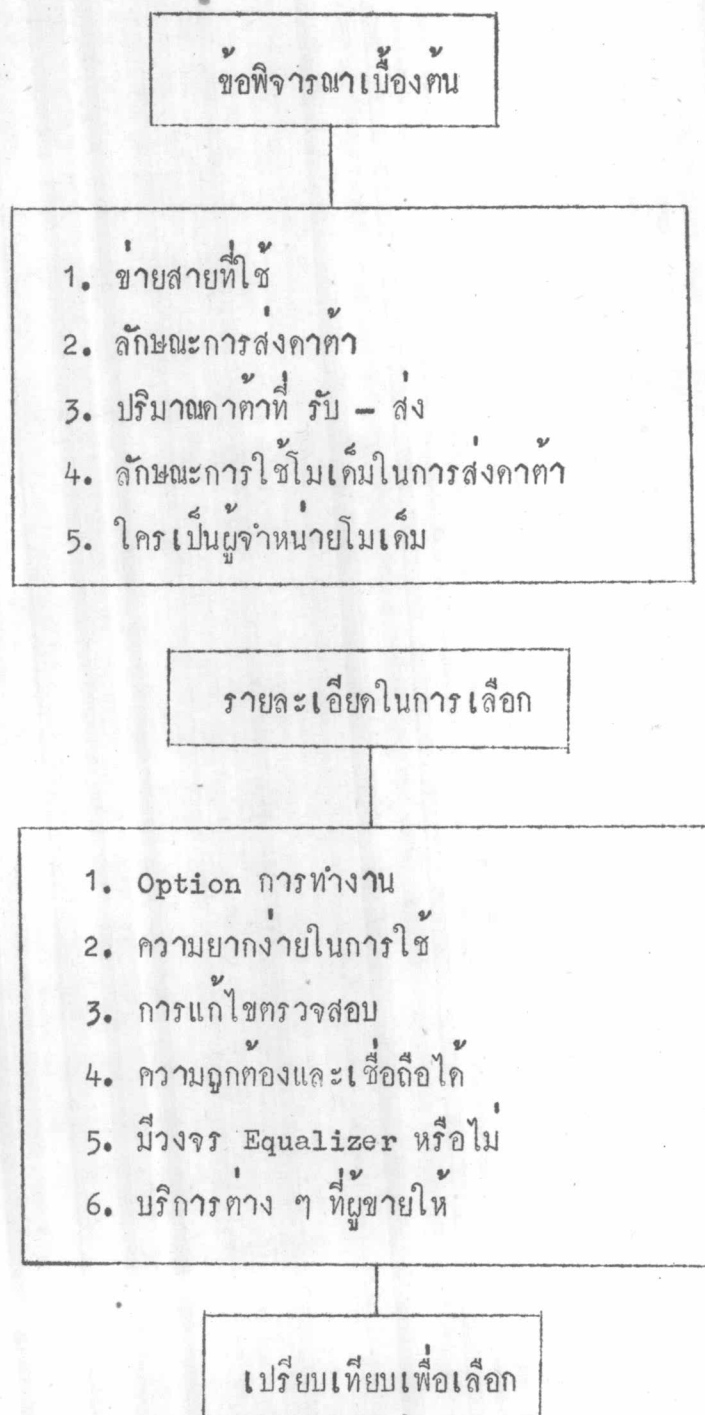 ข้อพิจารณาเบื้องต้น
1. ข่ายสายที่ใช้
2. ลักษณะการส่งดาต้า
3. ปริมาณดาต้าที่ รับ - ส่ง
4. ลักษณะการใช้โมเด็มในการส่งดาต้า
5. ใครเป็นผู้จำหน่ายโมเด็ม
รายละเอียดในการเลือก
1. Option การทำงาน
2. ความยากง่ายในการใช้
3. การแก้ไขตรวจสอบ
4. ความถูกต้องและเชื่อถือได้
5. มีวงจร Equalizer หรือไม่
6. บริการต่าง ๆ ที่ผู้ขายให้
เปรียบเทียบเพื่อเลือก